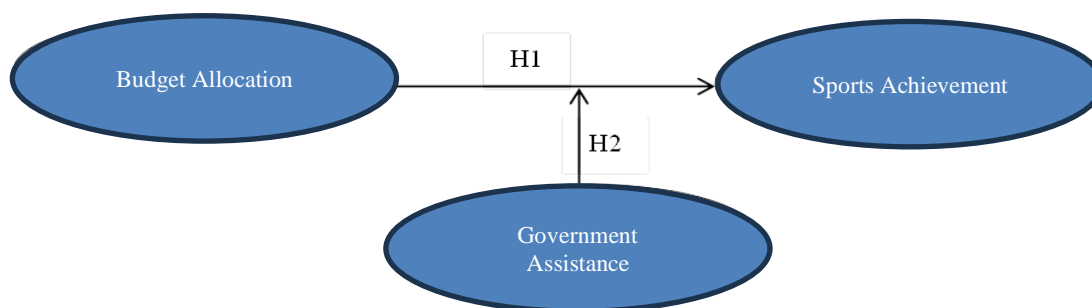 H1
Budget Allocation
Sports Achievement
H2
Government
Assistance